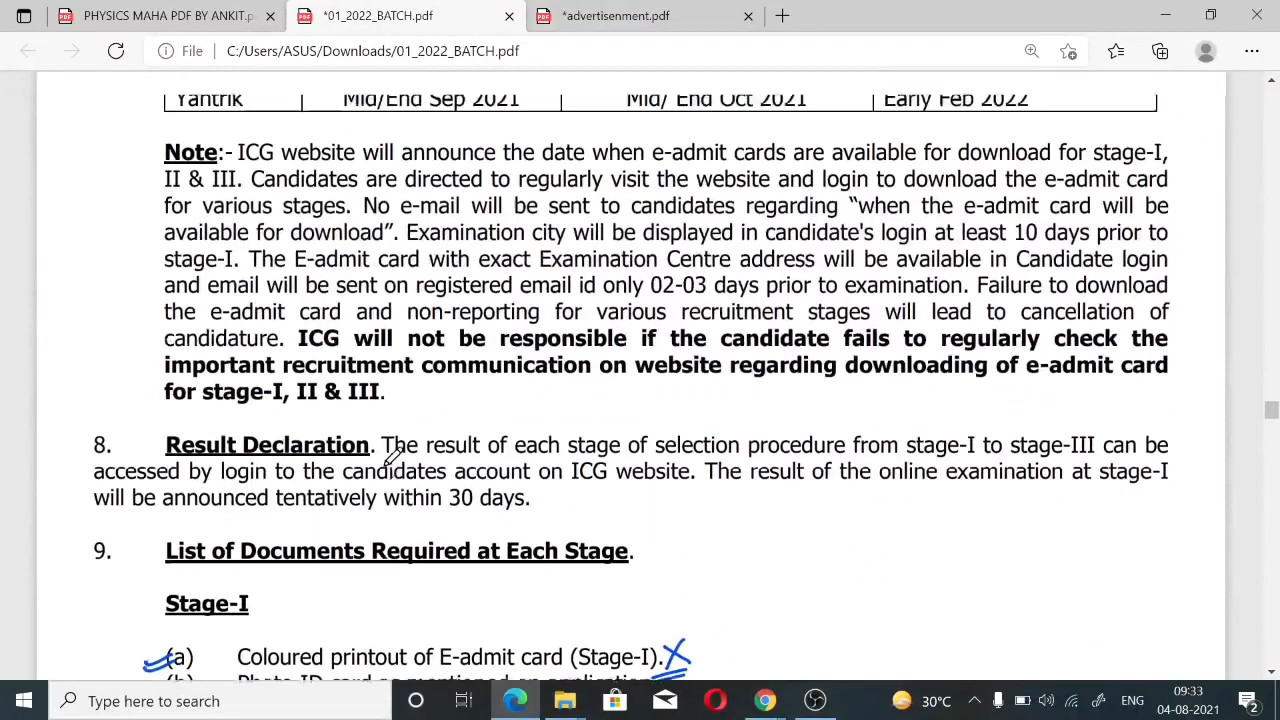 PHYSICS MAHA PDF BY ANKIT.p
*01_2022_BATCH.pdf
*advertisenment.pdf
File C:/Users/ASUS/Downloads/01_2022_BATCH.pdf
Yantrik Mid/End Sep 2021 Mid/ End Oct 2021 Early Feb 2022
Note:- ICG website will announce the date when e-admit cards are available for download for stage-I,
II & III. Candidates are directed to regularly visit the website and login to download the e-admit card
for various stages. No e-mail will be sent to candidates regarding “when the e-admit card will be
available for download”. Examination city will be displayed in candidate's login at least 10 days prior to
stage-I. The E-admit card with exact Examination Centre address will be available in Candidate login
and email will be sent on registered email id only 02-03 days prior to examination. Failure to download
the e-admit card and non-reporting for various recruitment stages will lead to cancellation of
candidature. ICG will not be responsible if the candidate fails to regularly check the
important recruitment communication on website regarding downloading of e-admit card
for stage-I, II & III.
8. Result Declaration. The result of each stage of selection procedure from stage-I to stage-III can be
accessed by login to the candidates account on ICG website. The result of the online examination at stage-I
will be announced tentatively within 30 days.
9. List of Documents Required at Each Stage.
Stage-I
(a) Coloured printout of E-admit card (Stage-I).
(b) Photo ID card as mentioned on application
Type here to search
30°C
ENG
09:33
04-08-2021
2